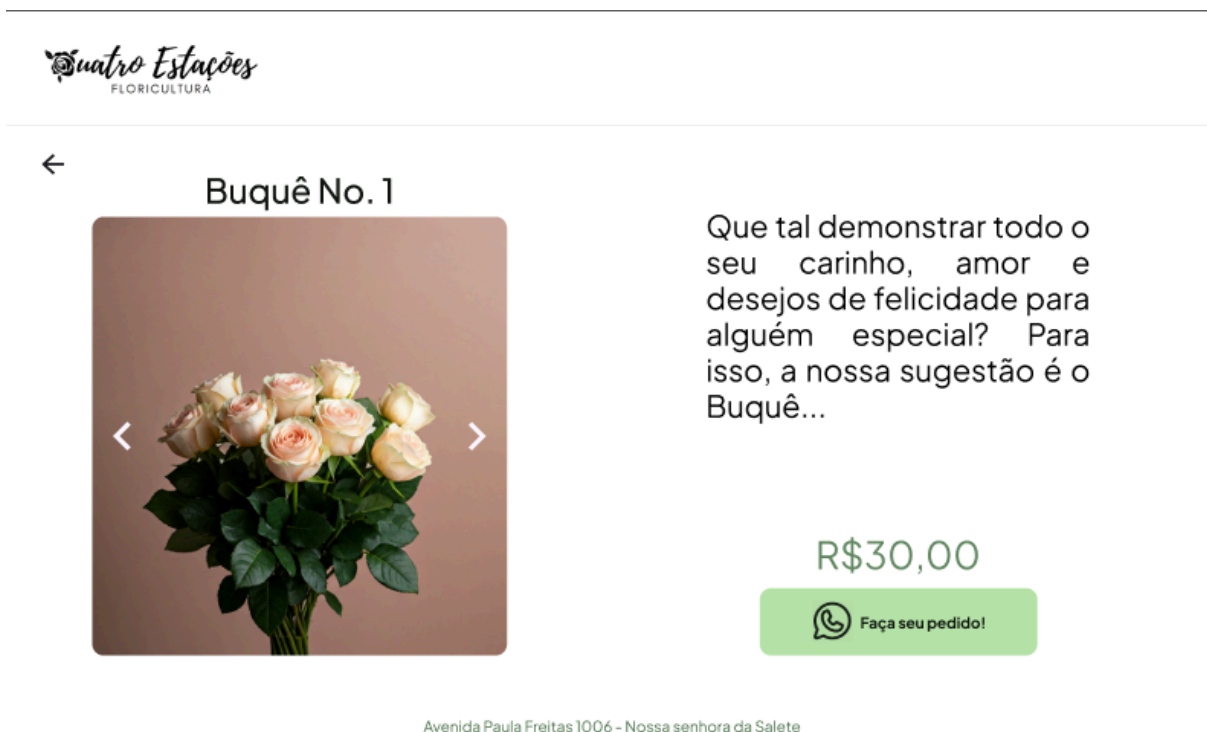 Quatro Estações
FLORICULTURA
Buquê No. 1
Que tal demonstrar todo o
seu carinho, amor e
desejos de felicidade para
alguém especial? Para
isso, a nossa sugestão é o
Buquê...
R$30,00
Faça seu pedido!
Avenida Paula Freitas 1006 - Nossa senhora da Salete